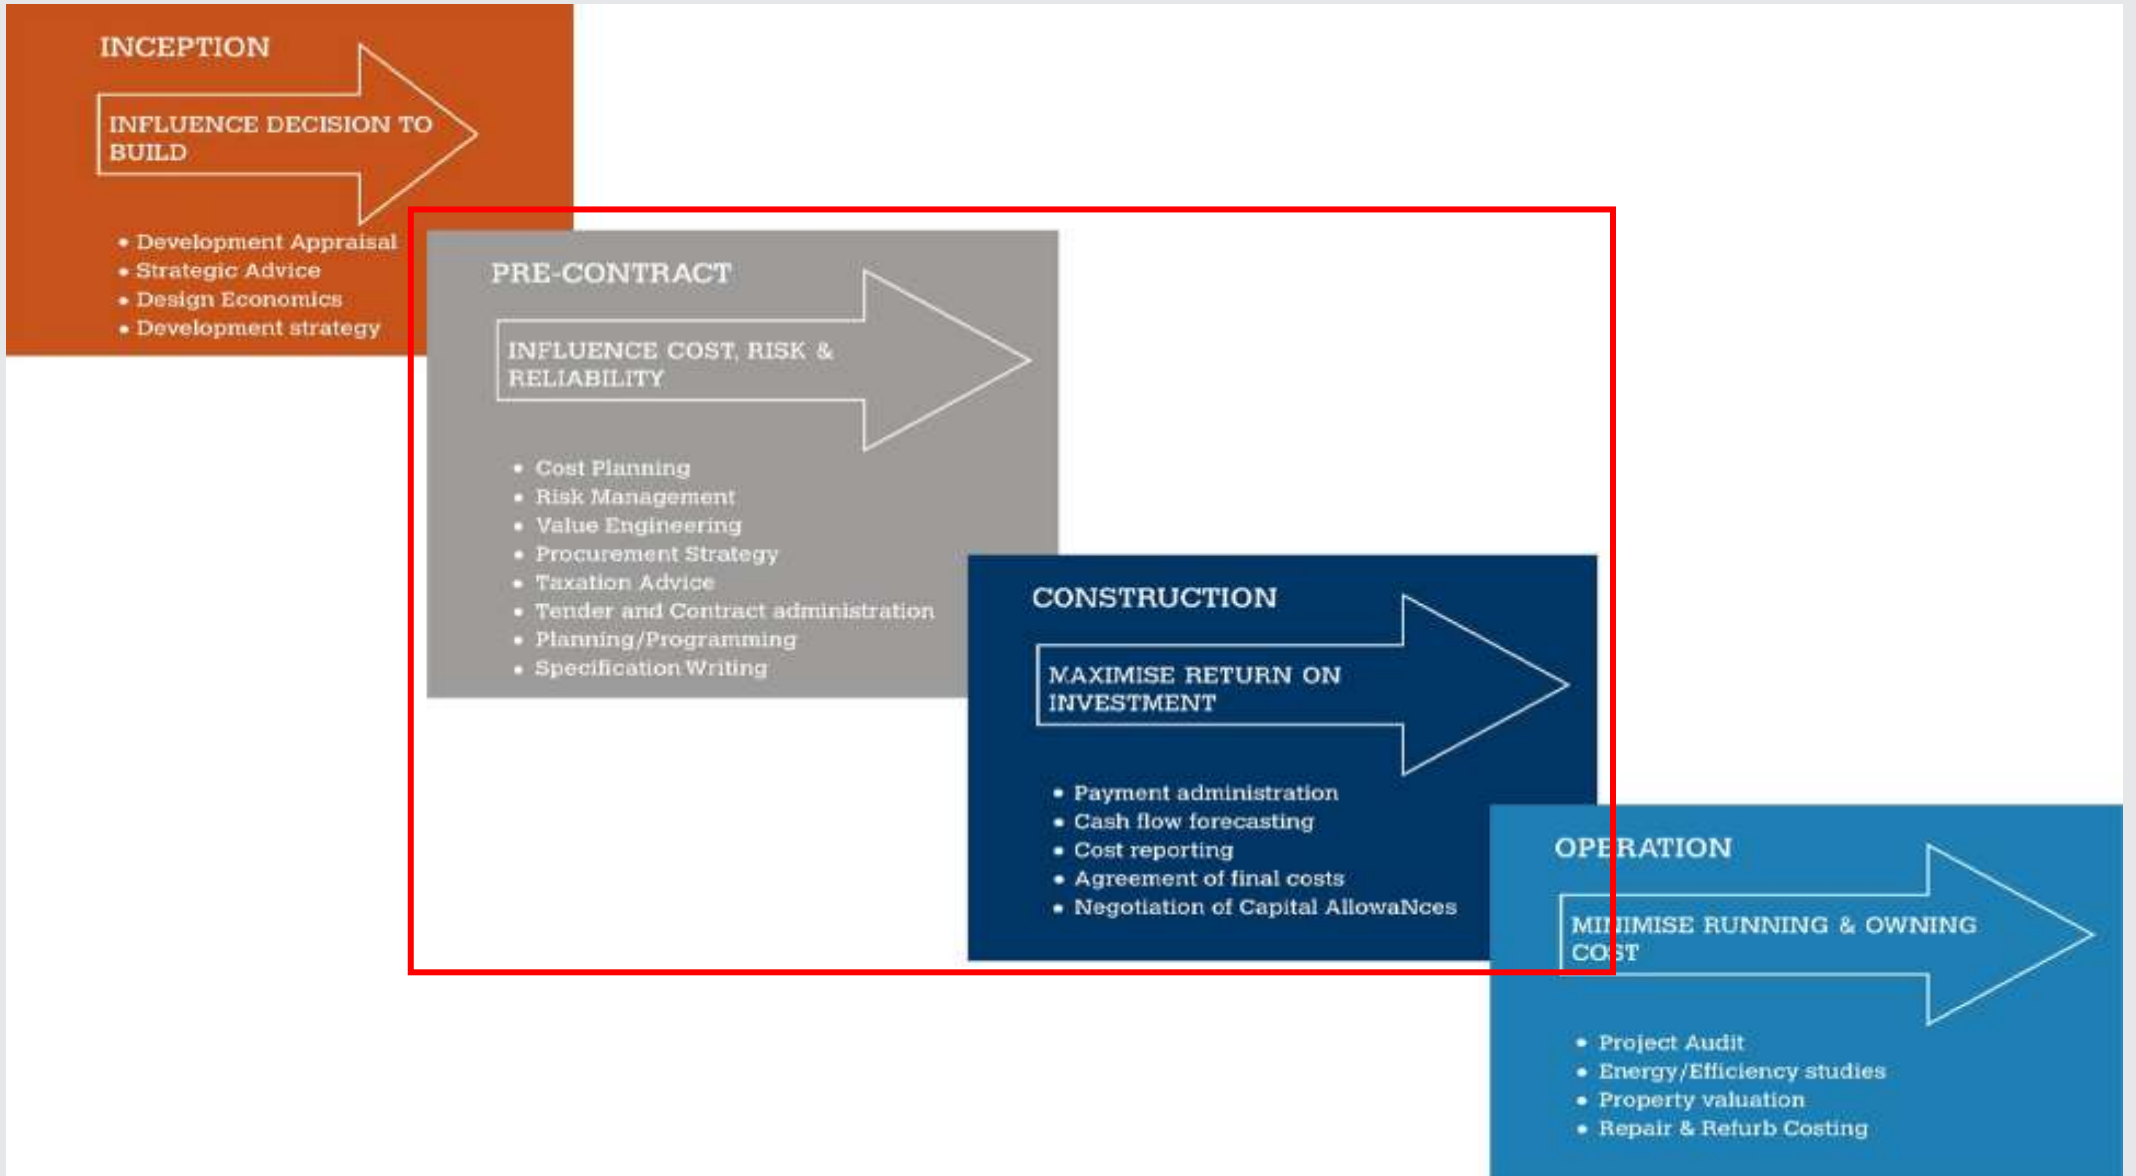 INCEPTION
INFLUENCE DECISION TO
BUILD
• Development Appraisal
• Strategic Advice
• Design Economics
• Development strategy
PRE-CONTRACT
INFLUENCE COST, RISK &
RELIABILITY
• Cost Planning
• Risk Management
• Value Engineering
• Procurement Strategy
• Taxation Advice
• Tender and Contract administration
• Planning/Programming
• Specification Writing
CONSTRUCTION
MAXIMISE RETURN ON
INVESTMENT
• Payment administration
• Cash flow forecasting
• Cost reporting
• Agreement of final costs
• Negotiation of Capital AllowaNces
OPERATION
MINIMISE RUNNING & OWNING
COST
• Project Audit
• Energy/Efficiency studies
• Property valuation
• Repair & Refurb Costing